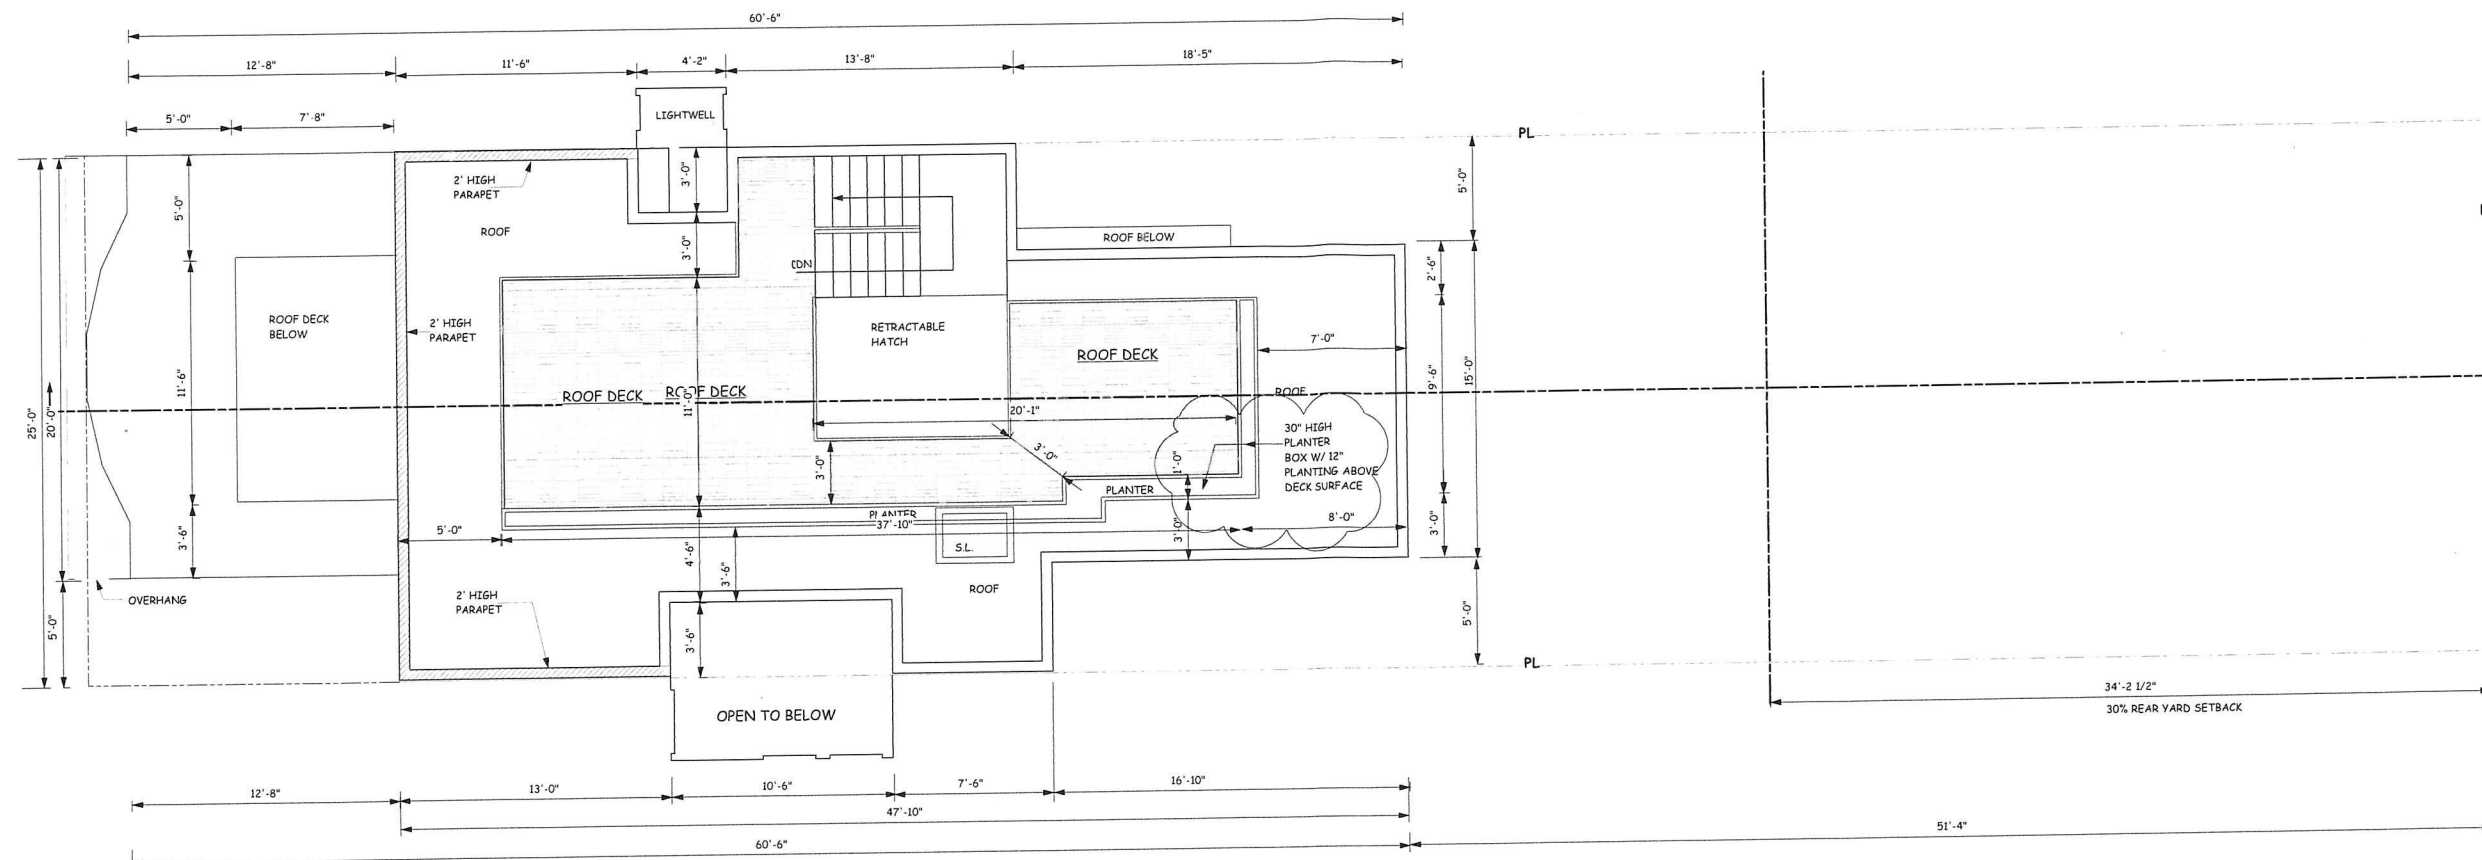 60'-6"
12'-8"
11'-6"
4'-2"
13'-8"
18'-5"
5'-0"
7'-8"
LIGHTWELL
PL
2' HIGH
PARAPET
3'-0"
5'-0"
5'-0"
ROOF
3'-0"
ROOF BELOW
DN
2'-6"
ROOF DECK
BELOW
2' HIGH
PARAPET
RETRACTABLE
HATCH
ROOF DECK
7'-0"
11'-6"
ROOF DECK
ROOF DECK
11'-0"
9'-6"
15'-0"
ROOF
25'-0"
20'-0"
20'-1"
30" HIGH
PLANTER
BOX W/ 12"
PLANTING ABOVE
DECK SURFACE
3'-0"
3'-0"
1'-0"
PLANTER
PLANTER
37'-10"
8'-0"
5'-0"
3'-6"
4'-6"
3'-6"
3'-0"
3'-0"
S.L.
ROOF
OVERHANG
2' HIGH
PARAPET
5'-0"
3'-6"
5'-0"
PL
OPEN TO BELOW
34'-2 1/2"
30% REAR YARD SETBACK
12'-8"
13'-0"
10'-6"
7'-6"
16'-10"
47'-10"
51'-4"
60'-6"